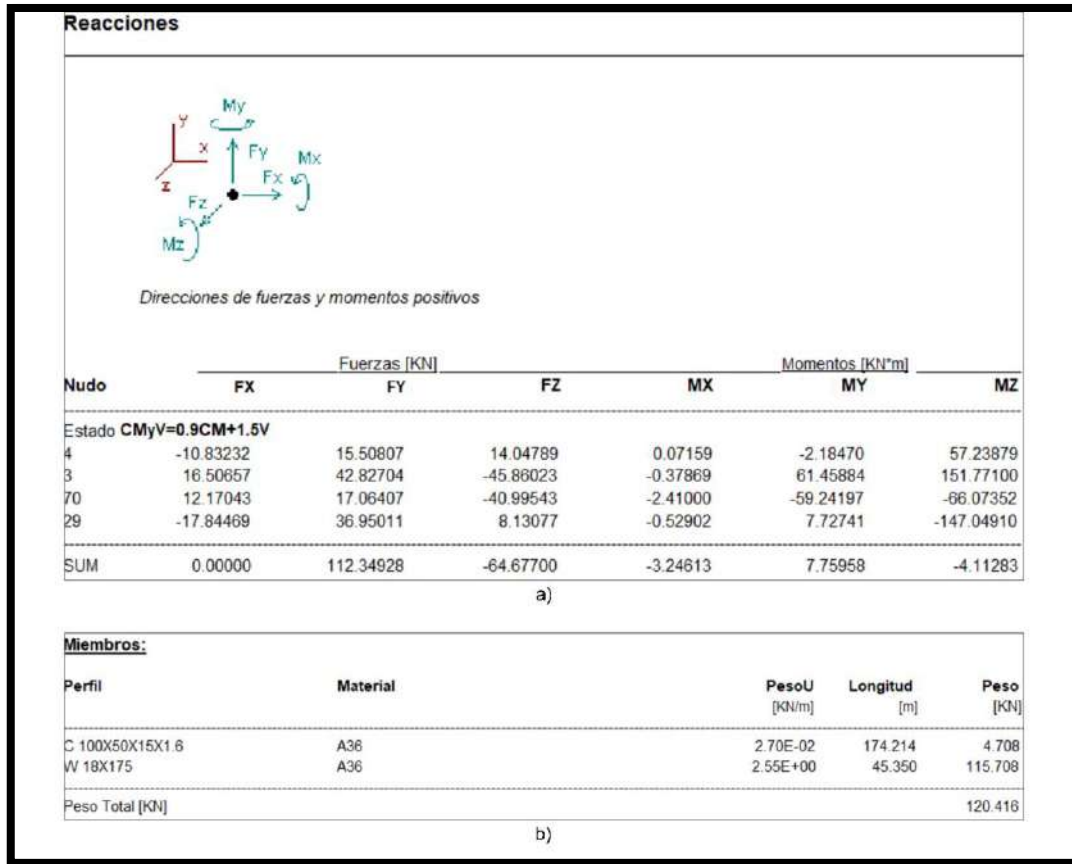 Reacciones
My
y
x
Fy
Mx
Fx
z
Fz
Mz
Direcciones de fuerzas y momentos positivos
Fuerzas [KN] Momentos [KN*m]
Nudo FX FY FZ MX MY MZ
Estado CMyV=0.9CM+1.5V
4 -10.83232 15.50807 14.04789 0.07159 -2.18470 57.23879
3 16.50657 42.82704 -45.86023 -0.37869 61.45884 151.77100
70 12.17043 17.06407 -40.99543 -2.41000 -59.24197 -66.07352
29 -17.84469 36.95011 8.13077 -0.52902 7.72741 -147.04910
SUM 0.00000 112.34928 -64.67700 -3.24613 7.75958 -4.11283
a)
Miembros:
Perfil Material PesoU Longitud Peso
[KN/m] [m] [KN]
C 100X50X15X1.6 A36 2.70E-02 174.214 4.708
W 18X175 A36 2.55E+00 45.350 115.708
Peso Total [KN] 120.416
b)